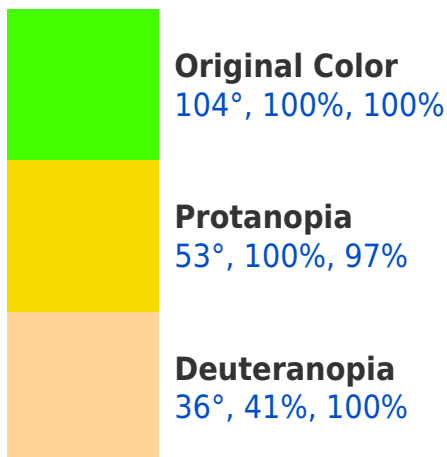 Original Color
104°, 100%, 100%
Protanopia
53°, 100%, 97%
Deuteranopia
36°, 41%, 100%